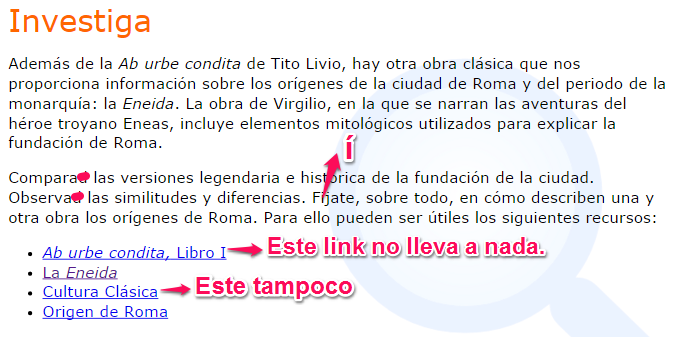 Investiga
Además de la Ab urbe condita de Tito Livio, hay otra obra clásica que nos
proporciona información sobre los orígenes de la ciudad de Roma y del periodo de la
monarquía: la Eneida. La obra de Virgilio, en la que se narran las aventuras del
héroe troyano Eneas, incluye elementos mitológicos utilizados para explicar la
fundación de Roma.
í
Comparad las versiones legendaria e histórica de la fundación de la ciudad.
Observad las similitudes y diferencias. Fíjate, sobre todo, en cómo describen una y
otra obra los orígenes de Roma. Para ello pueden ser útiles los siguientes recursos:
Ab urbe condita, Libro I Este link no lleva a nada.
La Eneida
Cultura Clásica Este tampoco
Origen de Roma